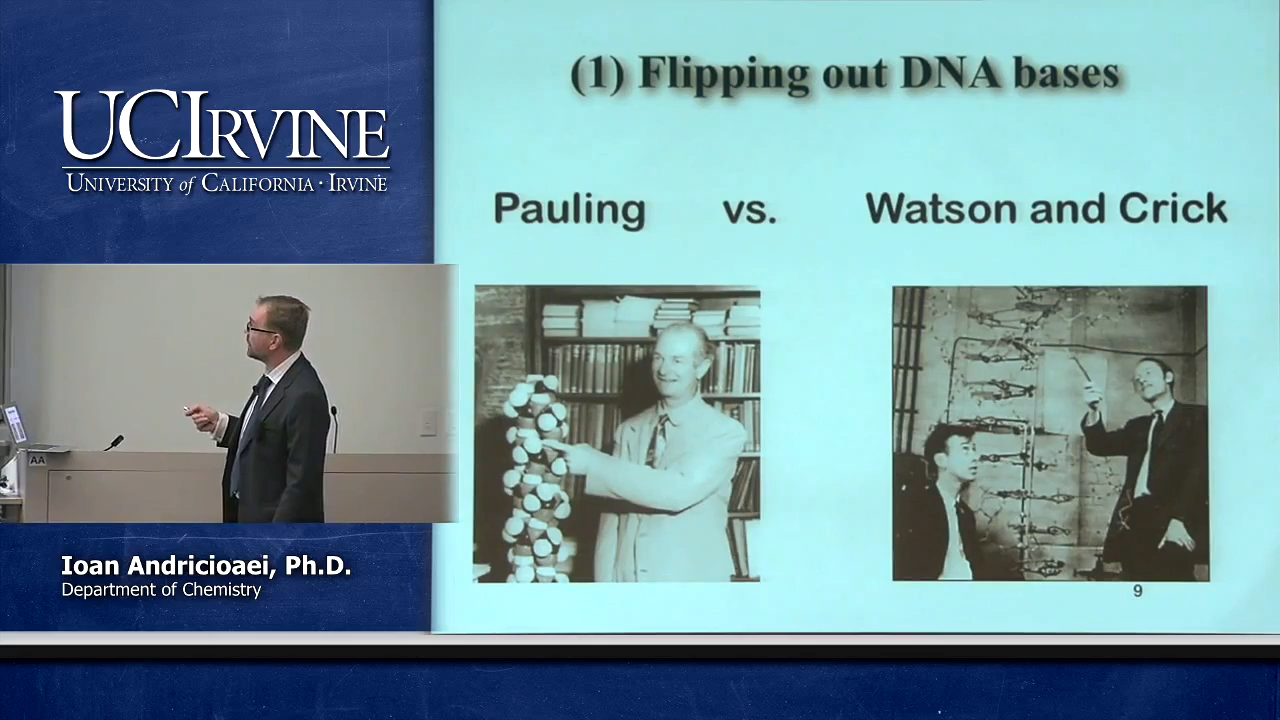 UCIRVINE
UNIVERSITY of CALIFORNIA · IRVINE
(1) Flipping out DNA bases
Pauling vs. Watson and Crick
AA
Ioan Andricioaei, Ph.D.
Department of Chemistry
9